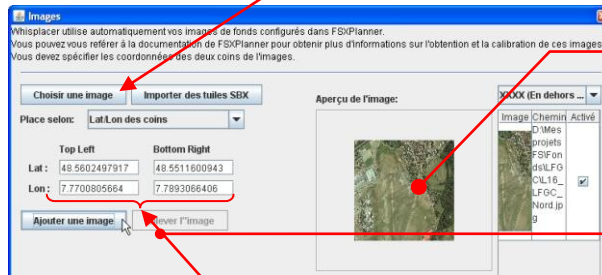 Images
Whisplacer utilise automatiquement vos images de fonds configurés dans FSXPlanner.
Vous pouvez vous referer à la documentation de FSXPlanner pour obtenir plus d'informations sur l'obtention et la calibration de ces images
Vous devez spécifier les coordonnées des deux coins de l'images.
Choisir une image
Importer des tuiles SBX
Aperçu de l'image:
XXXX (En dehors ...
Place selon: Lat/Lon des coins
Image Chemin Activé
D:\Mes
projets
FS\Fon
ds\LFG
C\L16_
LFGC_
Nord.jp
g
Top Left Bottom Right
Lat : 48.5602497917 48.5511600943
Lon : 7.7700805664 7.7893066406
Ajouter une image
lever l''image